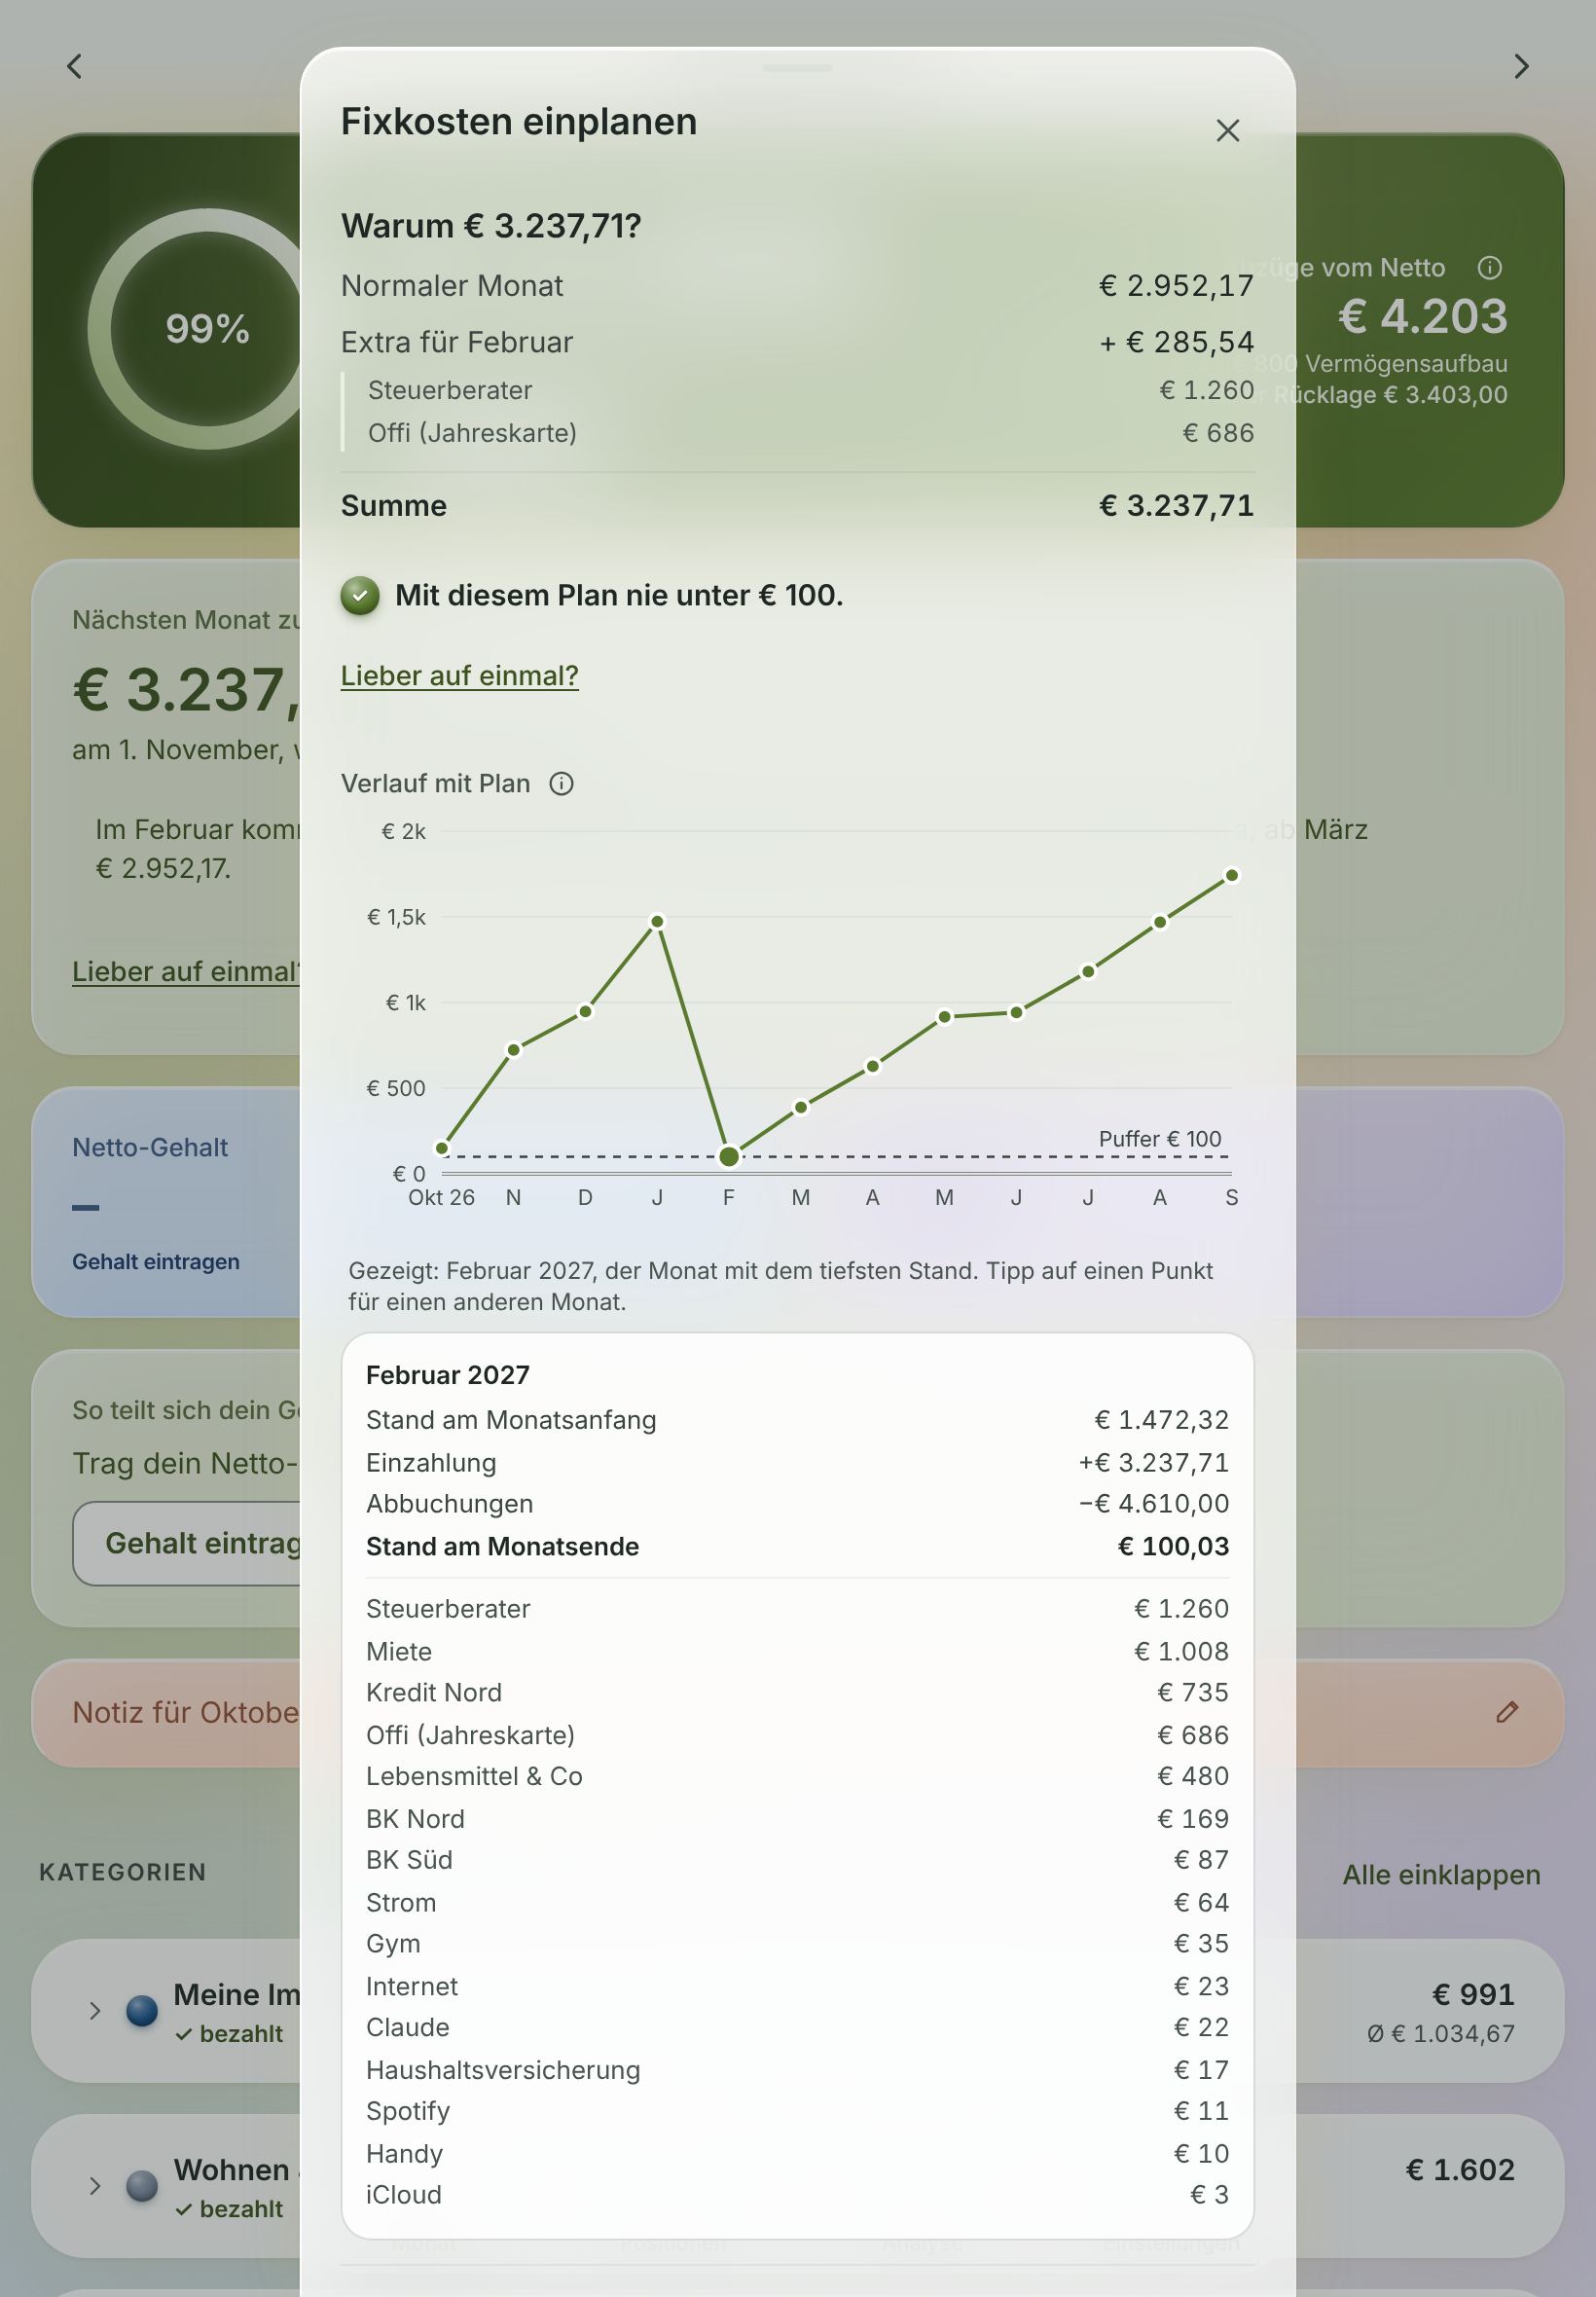 Fixkosten einplanen
Warum € 3.237,71?
Normaler Monat € 2.952,17
Extra für Februar + € 285,54
Steuerberater € 1.260
Offi (Jahreskarte) € 686
Summe € 3.237,71
Mit diesem Plan nie unter € 100.
Lieber auf einmal?
Verlauf mit Plan
€ 2k
€ 1,5k
€ 1k
€ 500
Puffer € 100
€ 0
Okt 26 N D J F M A M J J A S
Gezeigt: Februar 2027, der Monat mit dem tiefsten Stand. Tipp auf einen Punkt
für einen anderen Monat.
Februar 2027
Stand am Monatsanfang € 1.472,32
Einzahlung +€ 3.237,71
Abbuchungen −€ 4.610,00
Stand am Monatsende € 100,03
Steuerberater € 1.260
Miete € 1.008
Kredit Nord € 735
Offi (Jahreskarte) € 686
Lebensmittel & Co € 480
BK Nord € 169
BK Süd € 87
Strom € 64
Gym € 35
Internet € 23
Claude € 22
Haushaltsversicherung € 17
Spotify € 11
Handy € 10
iCloud € 3
Monat Positionen Analyse Einstellungen
99%
vom Netto
€ 4.203
Vermögensaufbau
Rücklage € 3.403,00
Nächsten Monat
€ 3.237,
am 1. November,
Im Februar
ab März
€ 2.952,17.
Lieber auf einmal?
Netto-Gehalt
–
Gehalt eintragen
So teilt sich dein
Trag dein Netto-
Gehalt
Notiz für
KATEGORIEN
Alle einklappen
Meine
€ 991
✓ bezahlt
Ø € 1.034,67
Wohnen
€ 1.602
✓ bezahlt